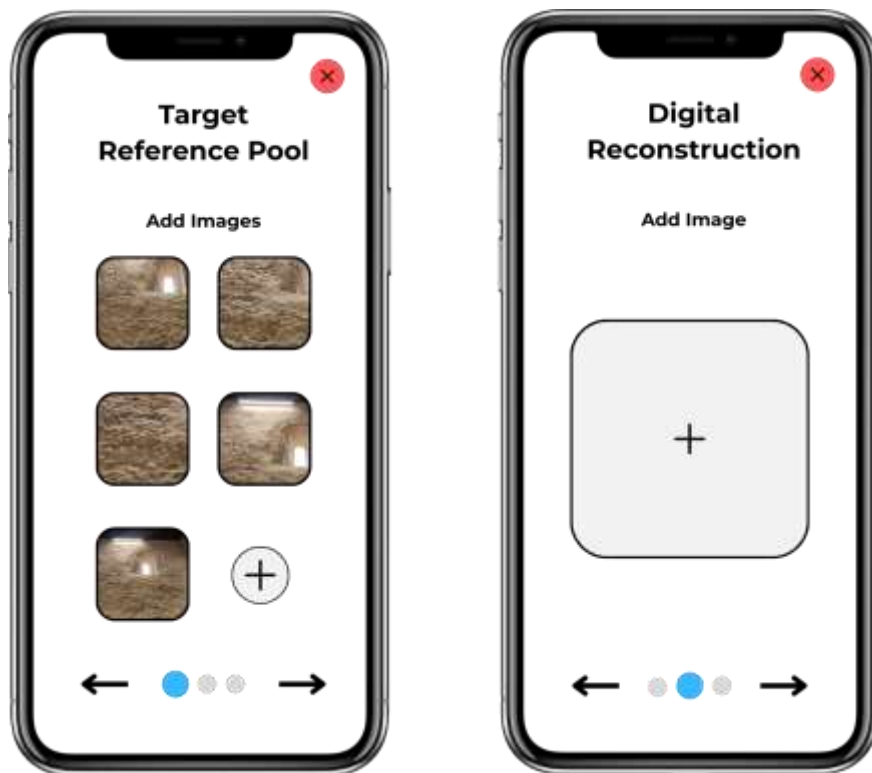 Target
Reference Pool
Add Images
Digital
Reconstruction
Add Image